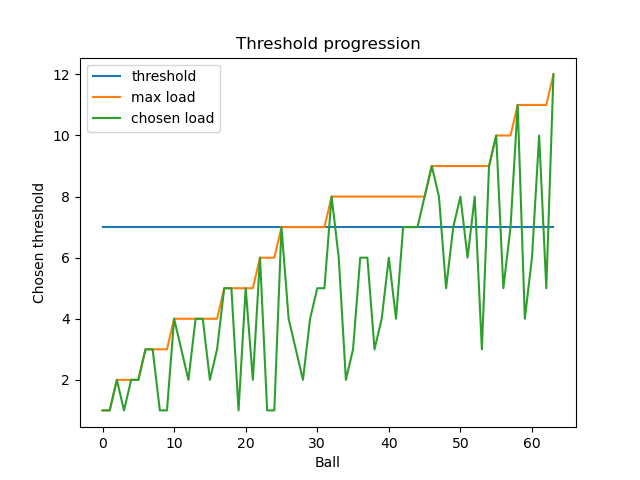 Threshold progression
threshold
max load
chosen load
12
10
8
6
4
2
Chosen threshold
0 10 20 30 40 50 60
Ball